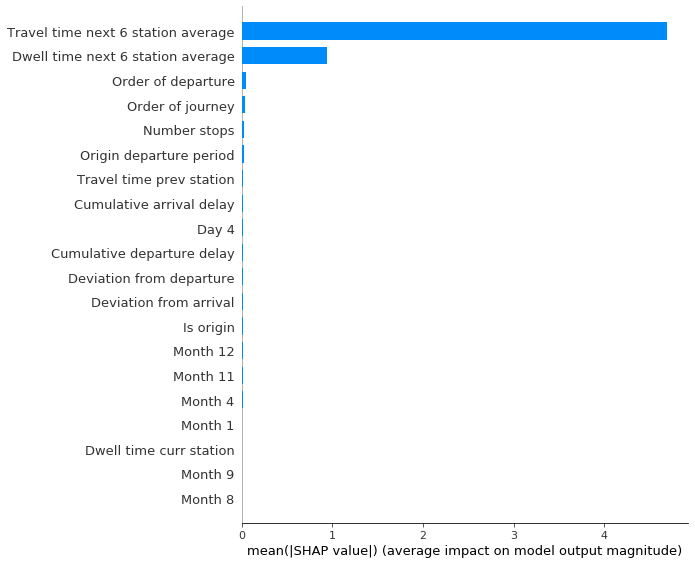 Travel time next 6 station average
Dwell time next 6 station average
Order of departure
Order of journey
Number stops
Origin departure period
Travel time prev station
Cumulative arrival delay
Day 4
Cumulative departure delay
Deviation from departure
Deviation from arrival
Is origin
Month 12
Month 11
Month 4
Month 1
Dwell time curr station
Month 9
Month 8
0 1 2 3 4
mean(|SHAP value|) (average impact on model output magnitude)